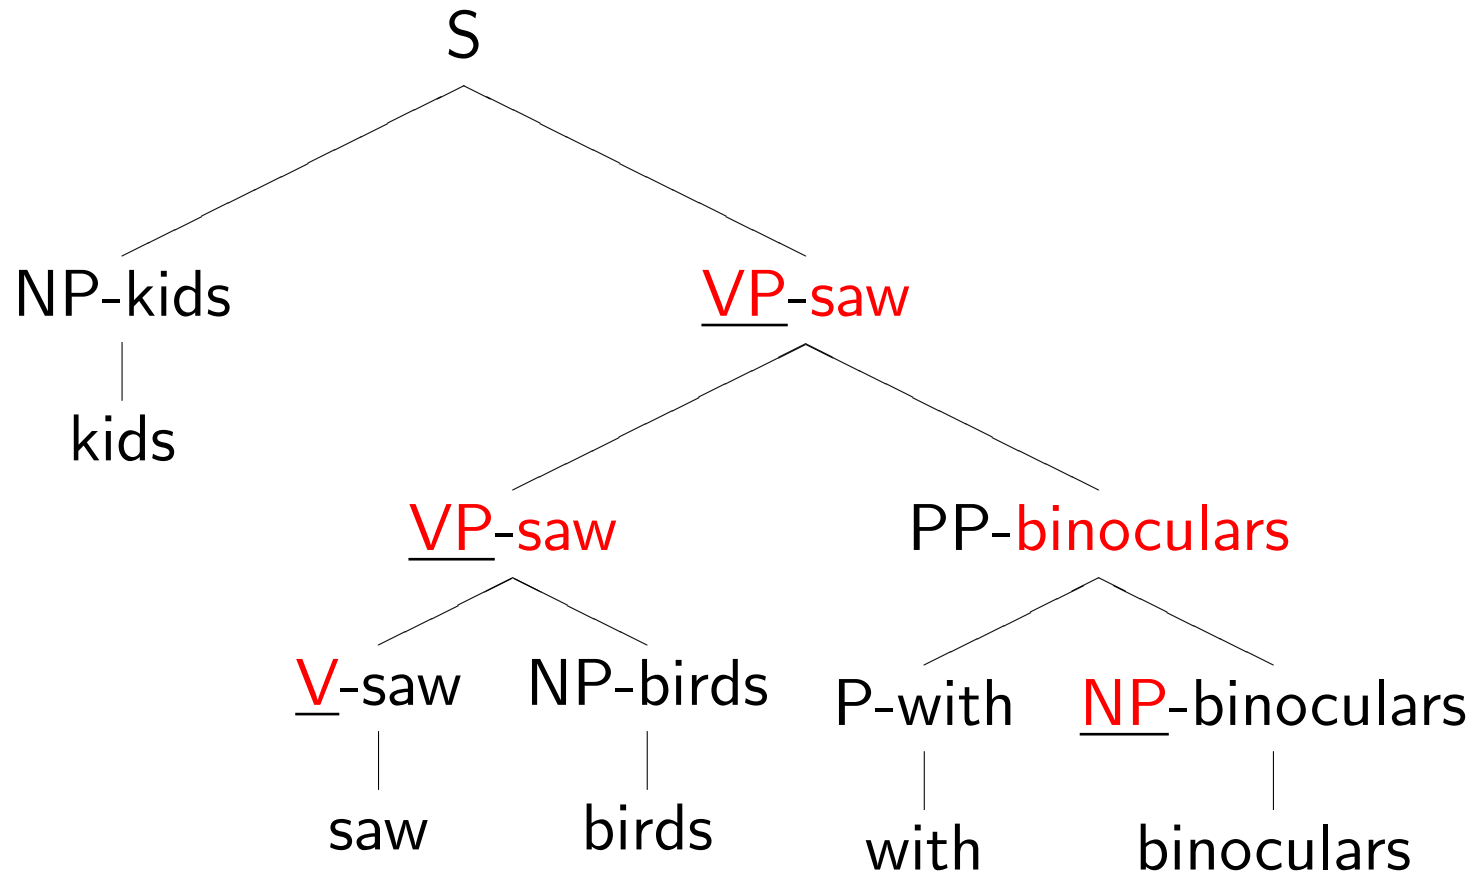 S
NP-kids VP-saw
kids
VP-saw PP-binoculars
V-saw NP-birds P-with NP-binoculars
saw birds with binoculars